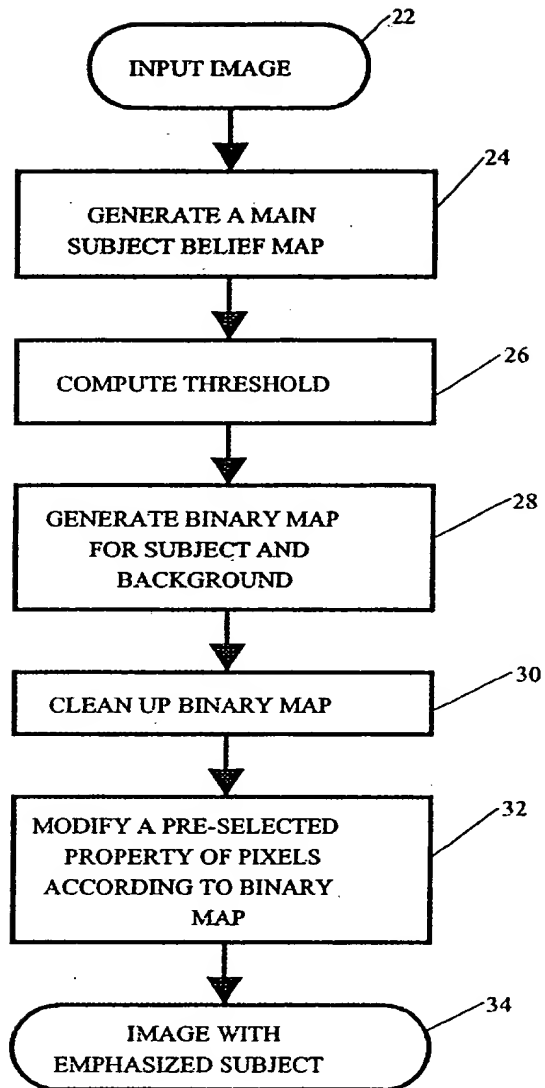 22
INPUT IMAGE
24
GENERATE A MAIN
SUBJECT BELIEF MAP
26
COMPUTE THRESHOLD
28
GENERATE BINARY MAP
FOR SUBJECT AND
BACKGROUND
30
CLEAN UP BINARY MAP
32
MODIFY A PRE-SELECTED
PROPERTY OF PIXELS
ACCORDING TO BINARY
MAP
34
IMAGE WITH
EMPHASIZED SUBJECT